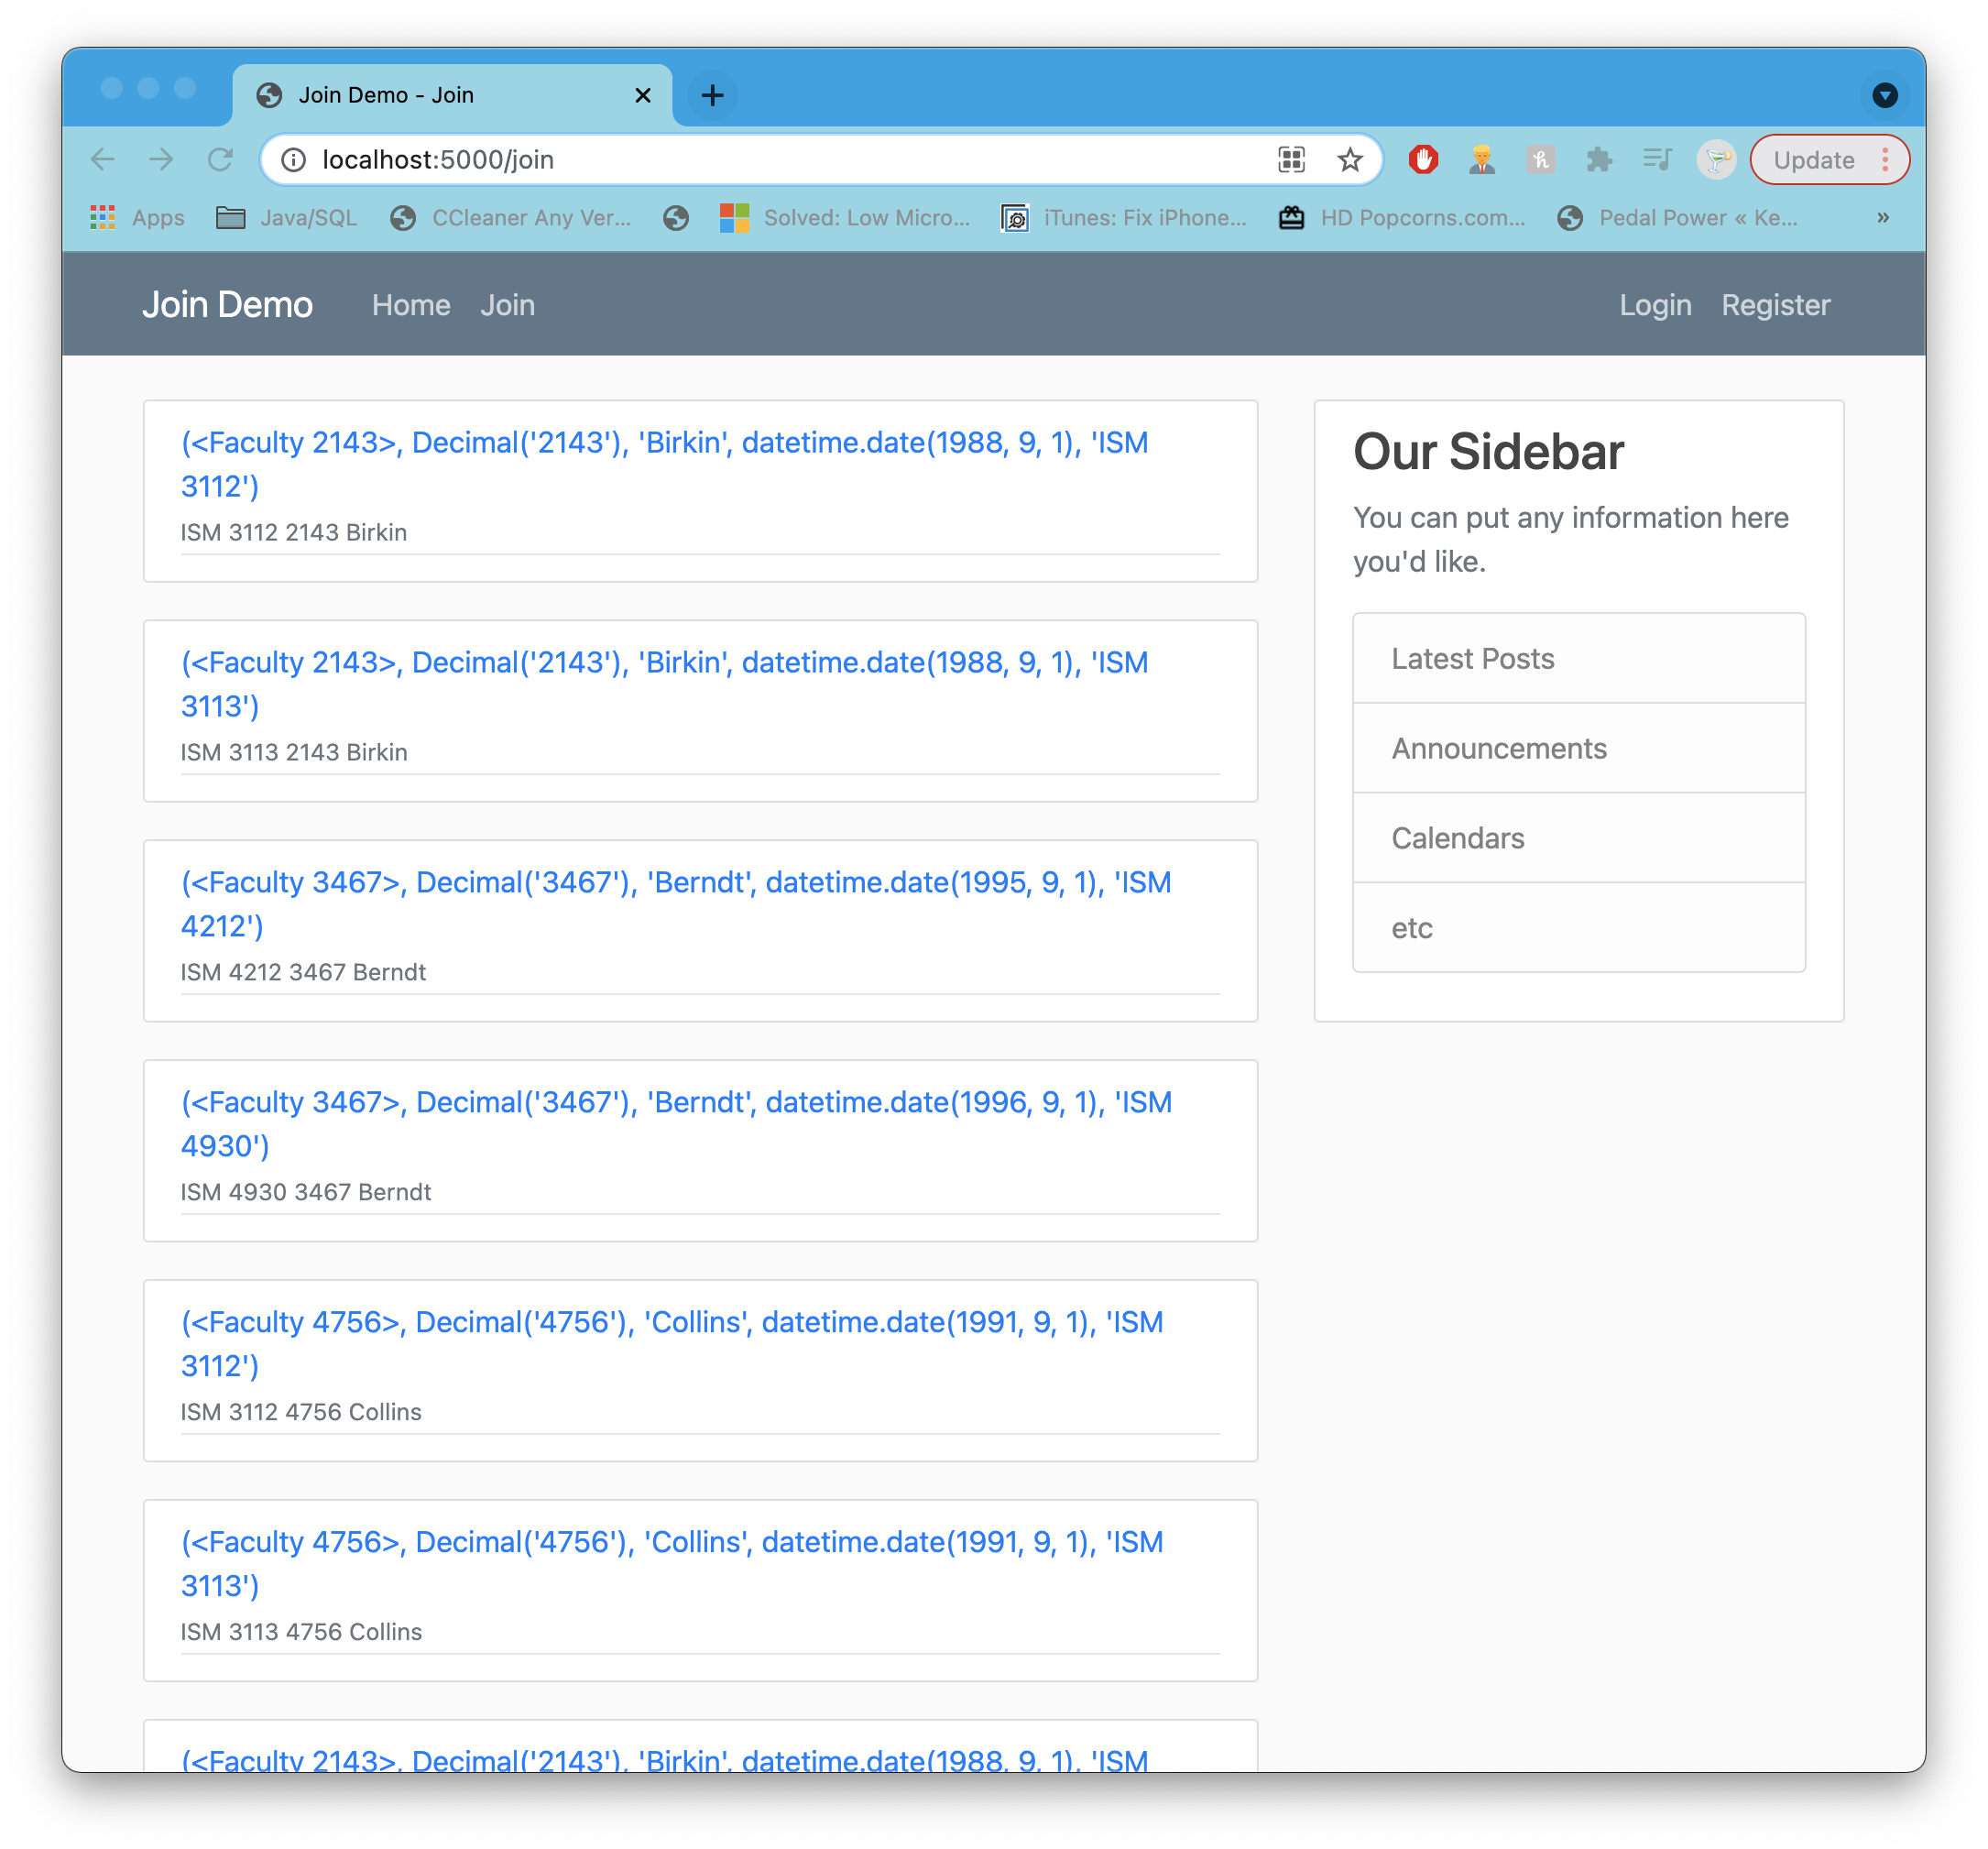 Join Demo - Join
localhost:5000/join
Update
Apps
Java/SQL
CCleaner Any Ver...
Solved: Low Micro...
iTunes: Fix iPhone...
HD Popcorns.com...
Pedal Power « Ke...
»
Join Demo
Home
Join
Login
Register
(<Faculty 2143>, Decimal('2143'), 'Birkin', datetime.date(1988, 9, 1), 'ISM
3112')
ISM 3112 2143 Birkin
(<Faculty 2143>, Decimal('2143'), 'Birkin', datetime.date(1988, 9, 1), 'ISM
3113')
ISM 3113 2143 Birkin
(<Faculty 3467>, Decimal('3467'), 'Berndt', datetime.date(1995, 9, 1), 'ISM
4212')
ISM 4212 3467 Berndt
(<Faculty 3467>, Decimal('3467'), 'Berndt', datetime.date(1996, 9, 1), 'ISM
4930')
ISM 4930 3467 Berndt
(<Faculty 4756>, Decimal('4756'), 'Collins', datetime.date(1991, 9, 1), 'ISM
3112')
ISM 3112 4756 Collins
(<Faculty 4756>, Decimal('4756'), 'Collins', datetime.date(1991, 9, 1), 'ISM
3113')
ISM 3113 4756 Collins
(<Faculty 2143>, Decimal('2143'), 'Birkin', datetime.date(1988, 9, 1), 'ISM
Our Sidebar
You can put any information here
you'd like.
Latest Posts
Announcements
Calendars
etc